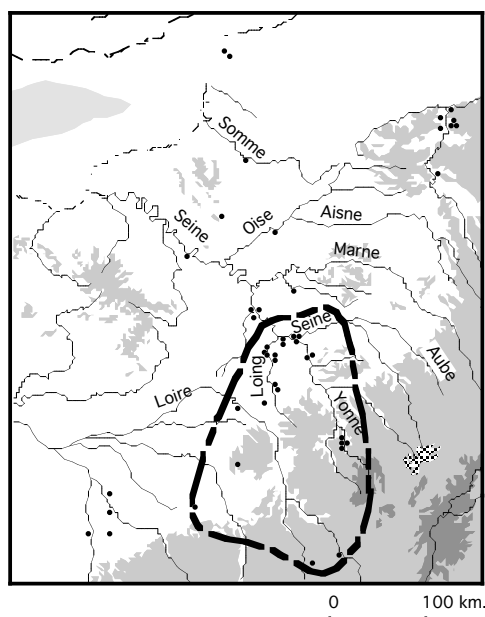 Somme
Seine
Oise
Aisne
Marne
Seine
Aube
Loing
Loire
Yonne
0 100 km.